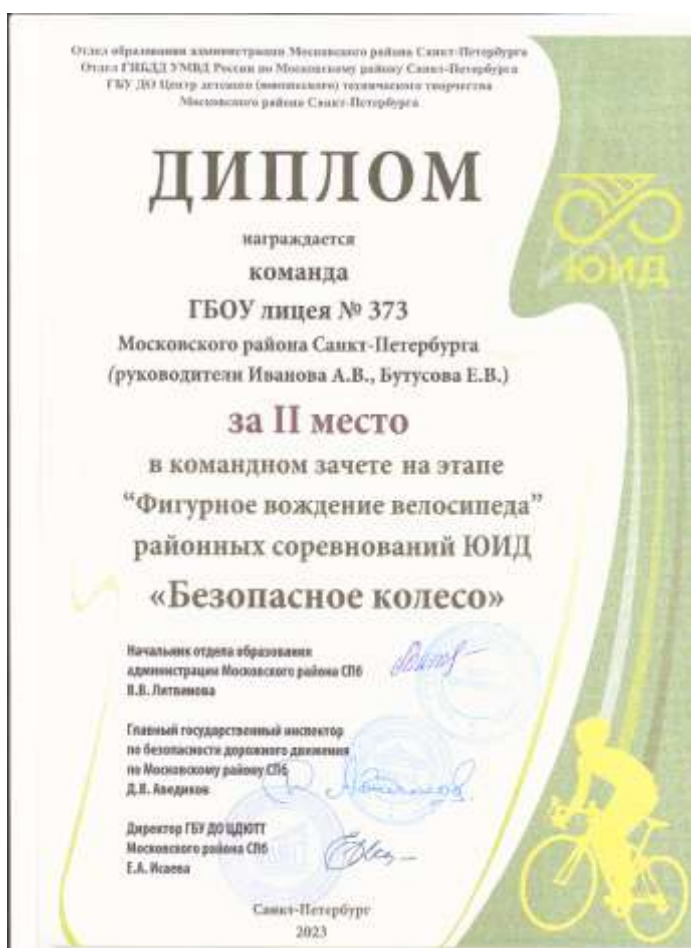 Отдел образования администрации Московского района Санкт-Петербурга
Отдел ГИБДД УМВД России по Московскому району Санкт-Петербурга
ГБУ ДО Центр детского (юношеского) технического творчества
Московского района Санкт-Петербурга
ДИПЛОМ
награждается
команда
ГБОУ лицея № 373
Московского района Санкт-Петербурга
(руководители Иванова А.В., Бутусова Е.В.)
за II место
в командном зачете на этапе
“Фигурное вождение велосипеда”
районных соревнований ЮИД
«Безопасное колесо»
ЮИД
Начальник отдела образования
администрации Московского района СПб
В.В. Литвинова
Главный государственный инспектор
по безопасности дорожного движения
по Московскому району СПб
Д.В. Аведиков
Директор ГБУ ДО ЦДЮТТ
Московского района СПб
Е.А. Исаева
Санкт-Петербург
2023